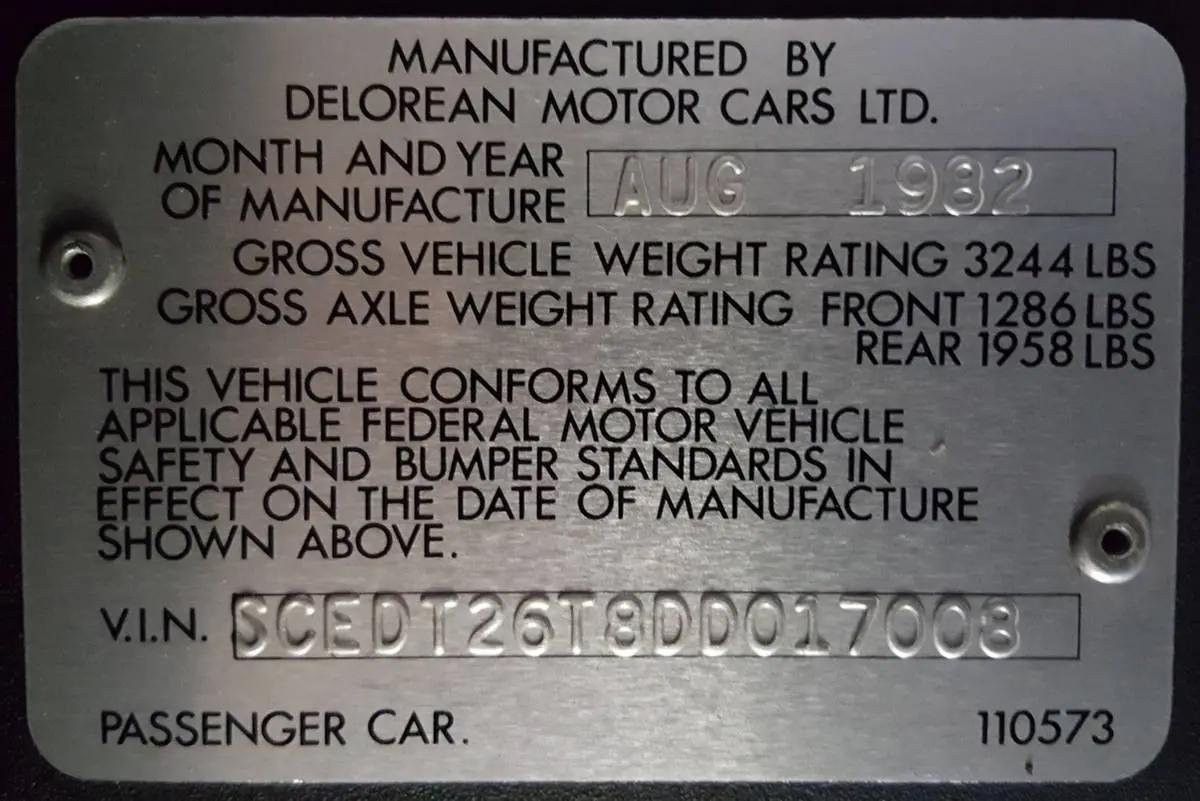 MANUFACTURED BY
DELOREAN MOTOR CARS LTD.
MONTH AND YEAR
OF MANUFACTURE AUG 1982
GROSS VEHICLE WEIGHT RATING 3244 LBS
GROSS AXLE WEIGHT RATING FRONT 1286 LBS
REAR 1958 LBS
THIS VEHICLE CONFORMS TO ALL
APPLICABLE FEDERAL MOTOR VEHICLE
SAFETY AND BUMPER STANDARDS IN
EFFECT ON THE DATE OF MANUFACTURE
SHOWN ABOVE.
V.I.N. SCEDT26T8DD017008
PASSENGER CAR. 110573